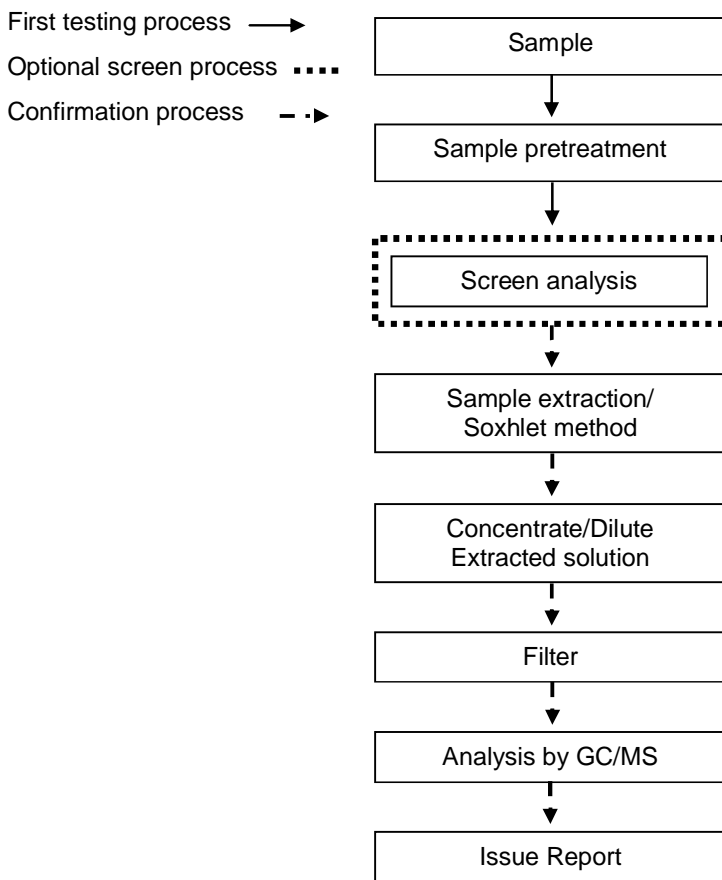 First testing process
Optional screen process
Confirmation process
Sample
Sample pretreatment
Screen analysis
Sample extraction/
Soxhlet method
Concentrate/Dilute
Extracted solution
Filter
Analysis by GC/MS
Issue Report